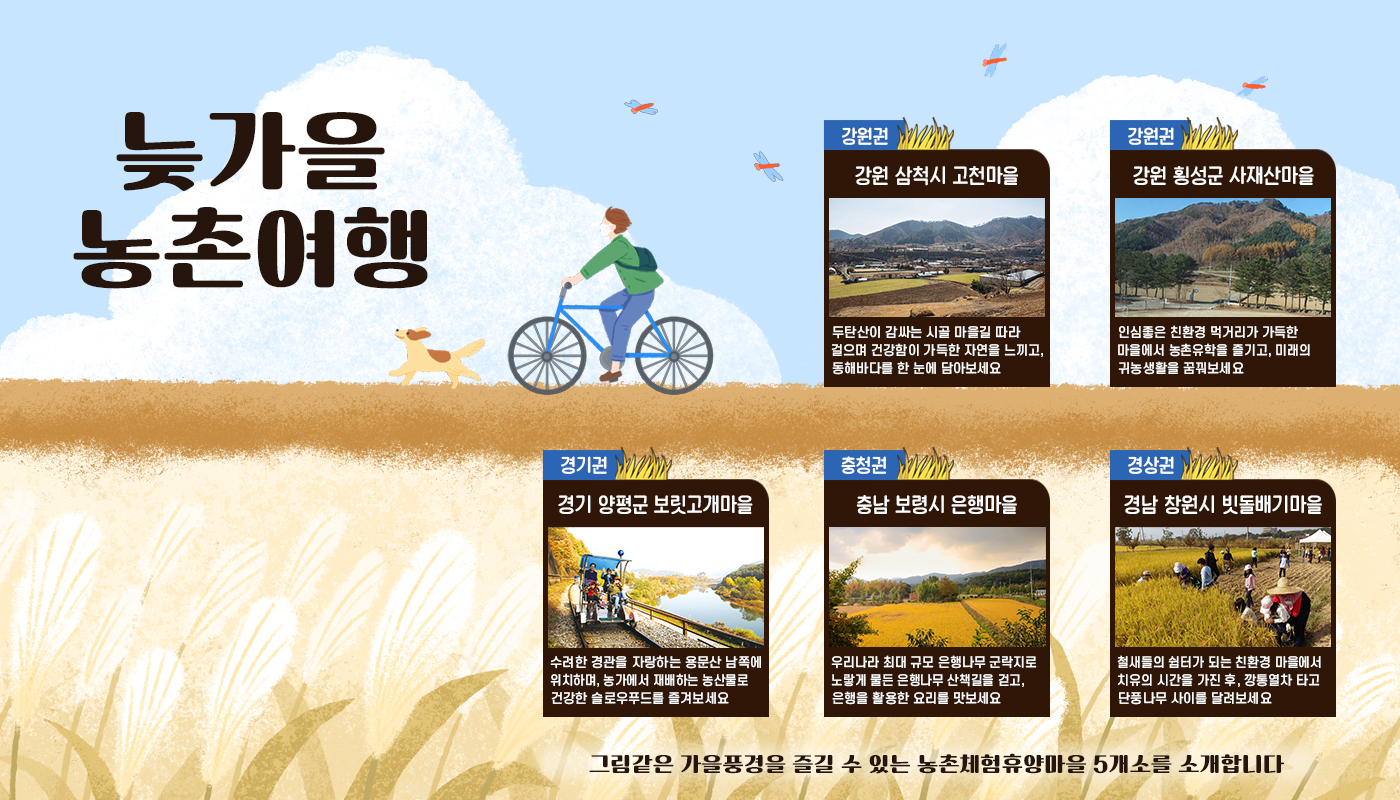 늦가을
농촌여행
강원권
강원 삼척시 고천마을
두탄산이 감싸는 시골 마을길 따라
걸으며 건강함이 가득한 자연을 느끼고,
동해바다를 한 눈에 담아보세요
강원권
강원 횡성군 사재산마을
인심좋은 친환경 먹거리가 가득한
마을에서 농촌유학을 즐기고, 미래의
귀농생활을 꿈꿔보세요
경기권
경기 양평군 보릿고개마을
수려한 경관을 자랑하는 용문산 남쪽에
위치하며, 농가에서 재배하는 농산물로
건강한 슬로우푸드를 즐겨보세요
충청권
충남 보령시 은행마을
우리나라 최대 규모 은행나무 군락지로
노랗게 물든 은행나무 산책길을 걷고,
은행을 활용한 요리를 맛보세요
경상권
경남 창원시 빗돌배기마을
철새들의 쉼터가 되는 친환경 마을에서
치유의 시간을 가진 후, 깡통열차 타고
단풍나무 사이를 달려보세요
그림같은 가을풍경을 즐길 수 있는 농촌체험휴양마을 5개소를 소개합니다